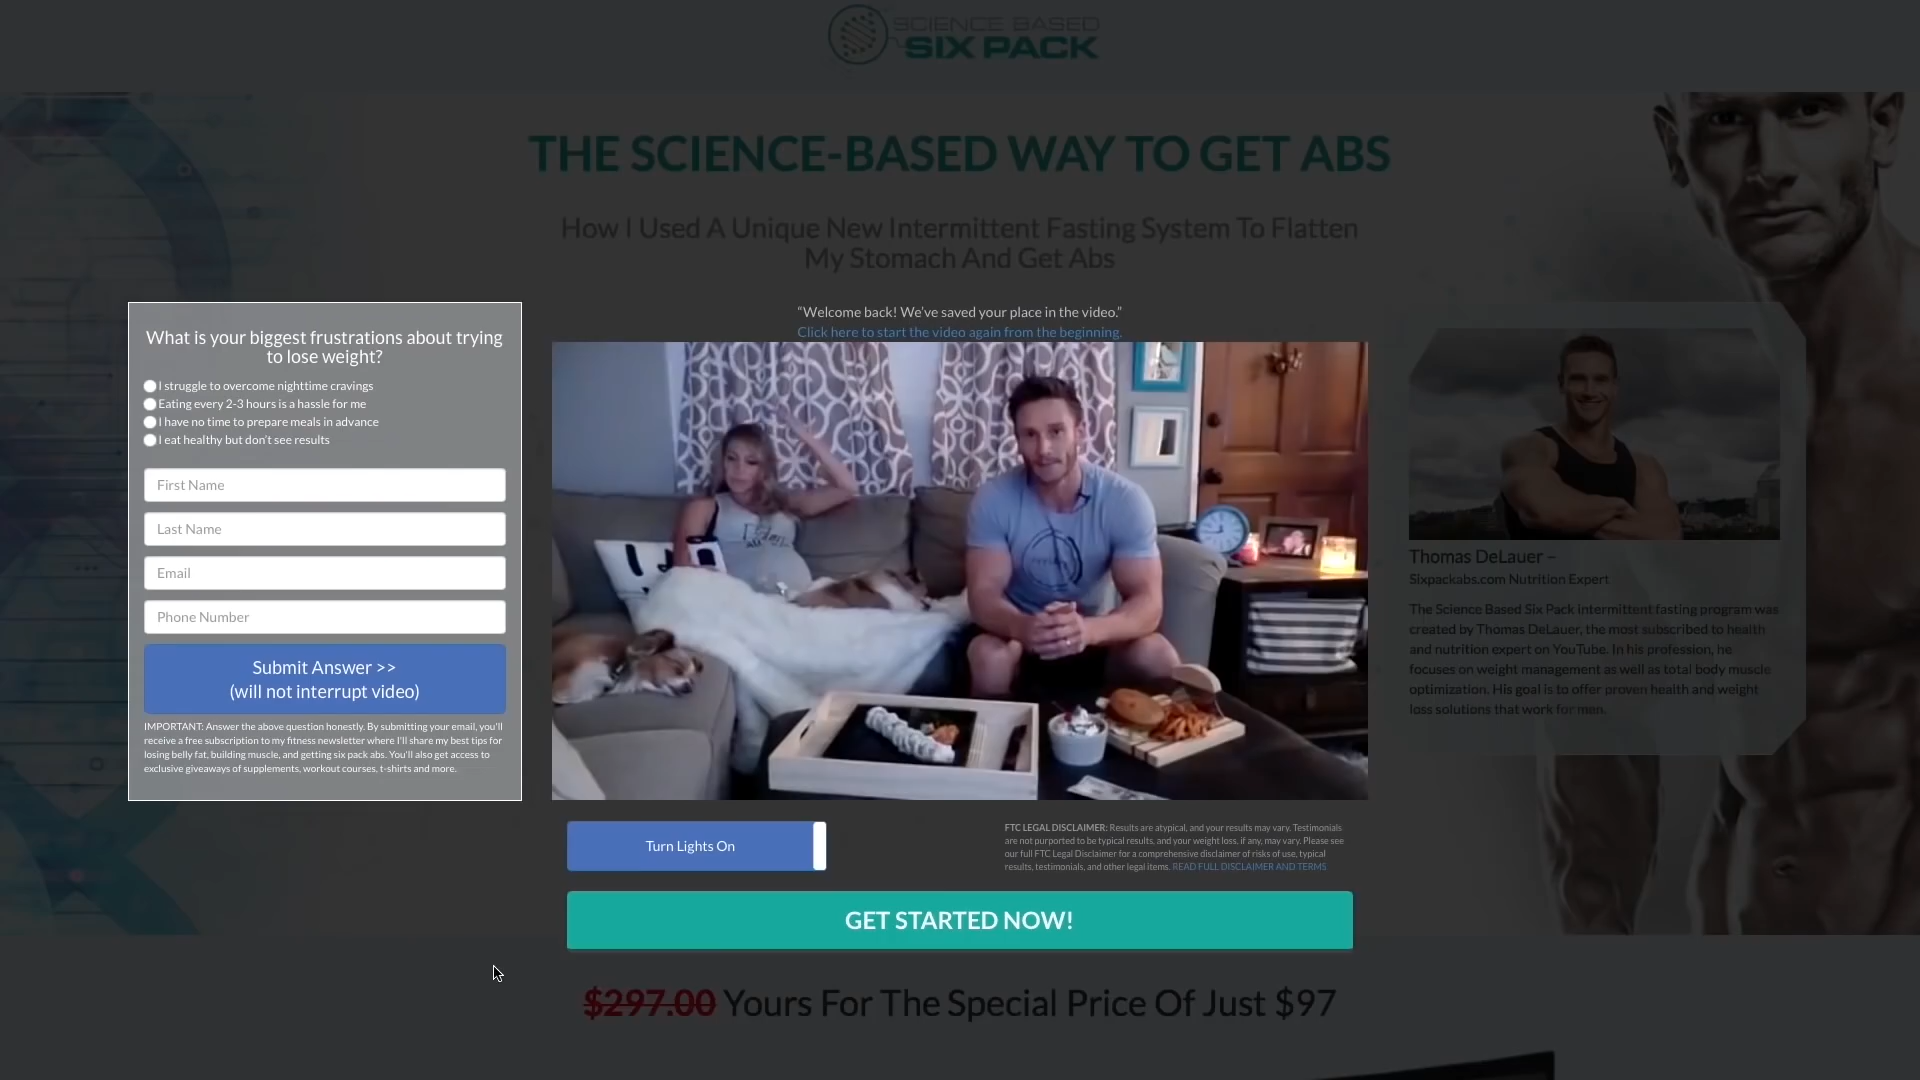 SCIENCE BASED
SIX PACK
THE SCIENCE-BASED WAY TO GET ABS
How I Used A Unique New Intermittent Fasting System To Flatten
My Stomach And Get Abs
What is your biggest frustrations about trying
to lose weight?
I struggle to overcome nighttime cravings
Eating every 2-3 hours is a hassle for me
I have no time to prepare meals in advance
I eat healthy but don't see results
First Name
Last Name
Email
Phone Number
Submit Answer >>
(will not interrupt video)
IMPORTANT: Answer the above question honestly. By submitting your email, you'll
receive a free subscription to my fitness newsletter where I'll share my best tips for
losing belly fat, building muscle, and getting six pack abs. You'll also get access to
exclusive giveaways of supplements, workout courses, t-shirts and more.
"Welcome back! We've saved your place in the video."
Click here to start the video again from the beginning.
Thomas DeLauer –
Sixpackabs.com Nutrition Expert
The Science Based Six Pack intermittent fasting program was
created by Thomas DeLauer, the most subscribed to health
and nutrition expert on YouTube. In his profession, he
focuses on weight management as well as total body muscle
optimization. His goal is to offer proven health and weight
loss solutions that work for men.
Turn Lights On
FTC LEGAL DISCLAIMER: Results are atypical, and your results may vary. Testimonials
are not purported to be typical results, and your weight loss, if any, may vary. Please see
our full FTC Legal Disclaimer for a comprehensive disclaimer of risks of use, typical
results, testimonials, and other legal items. READ FULL DISCLAIMER AND TERMS
GET STARTED NOW!
$297.00 Yours For The Special Price Of Just $97